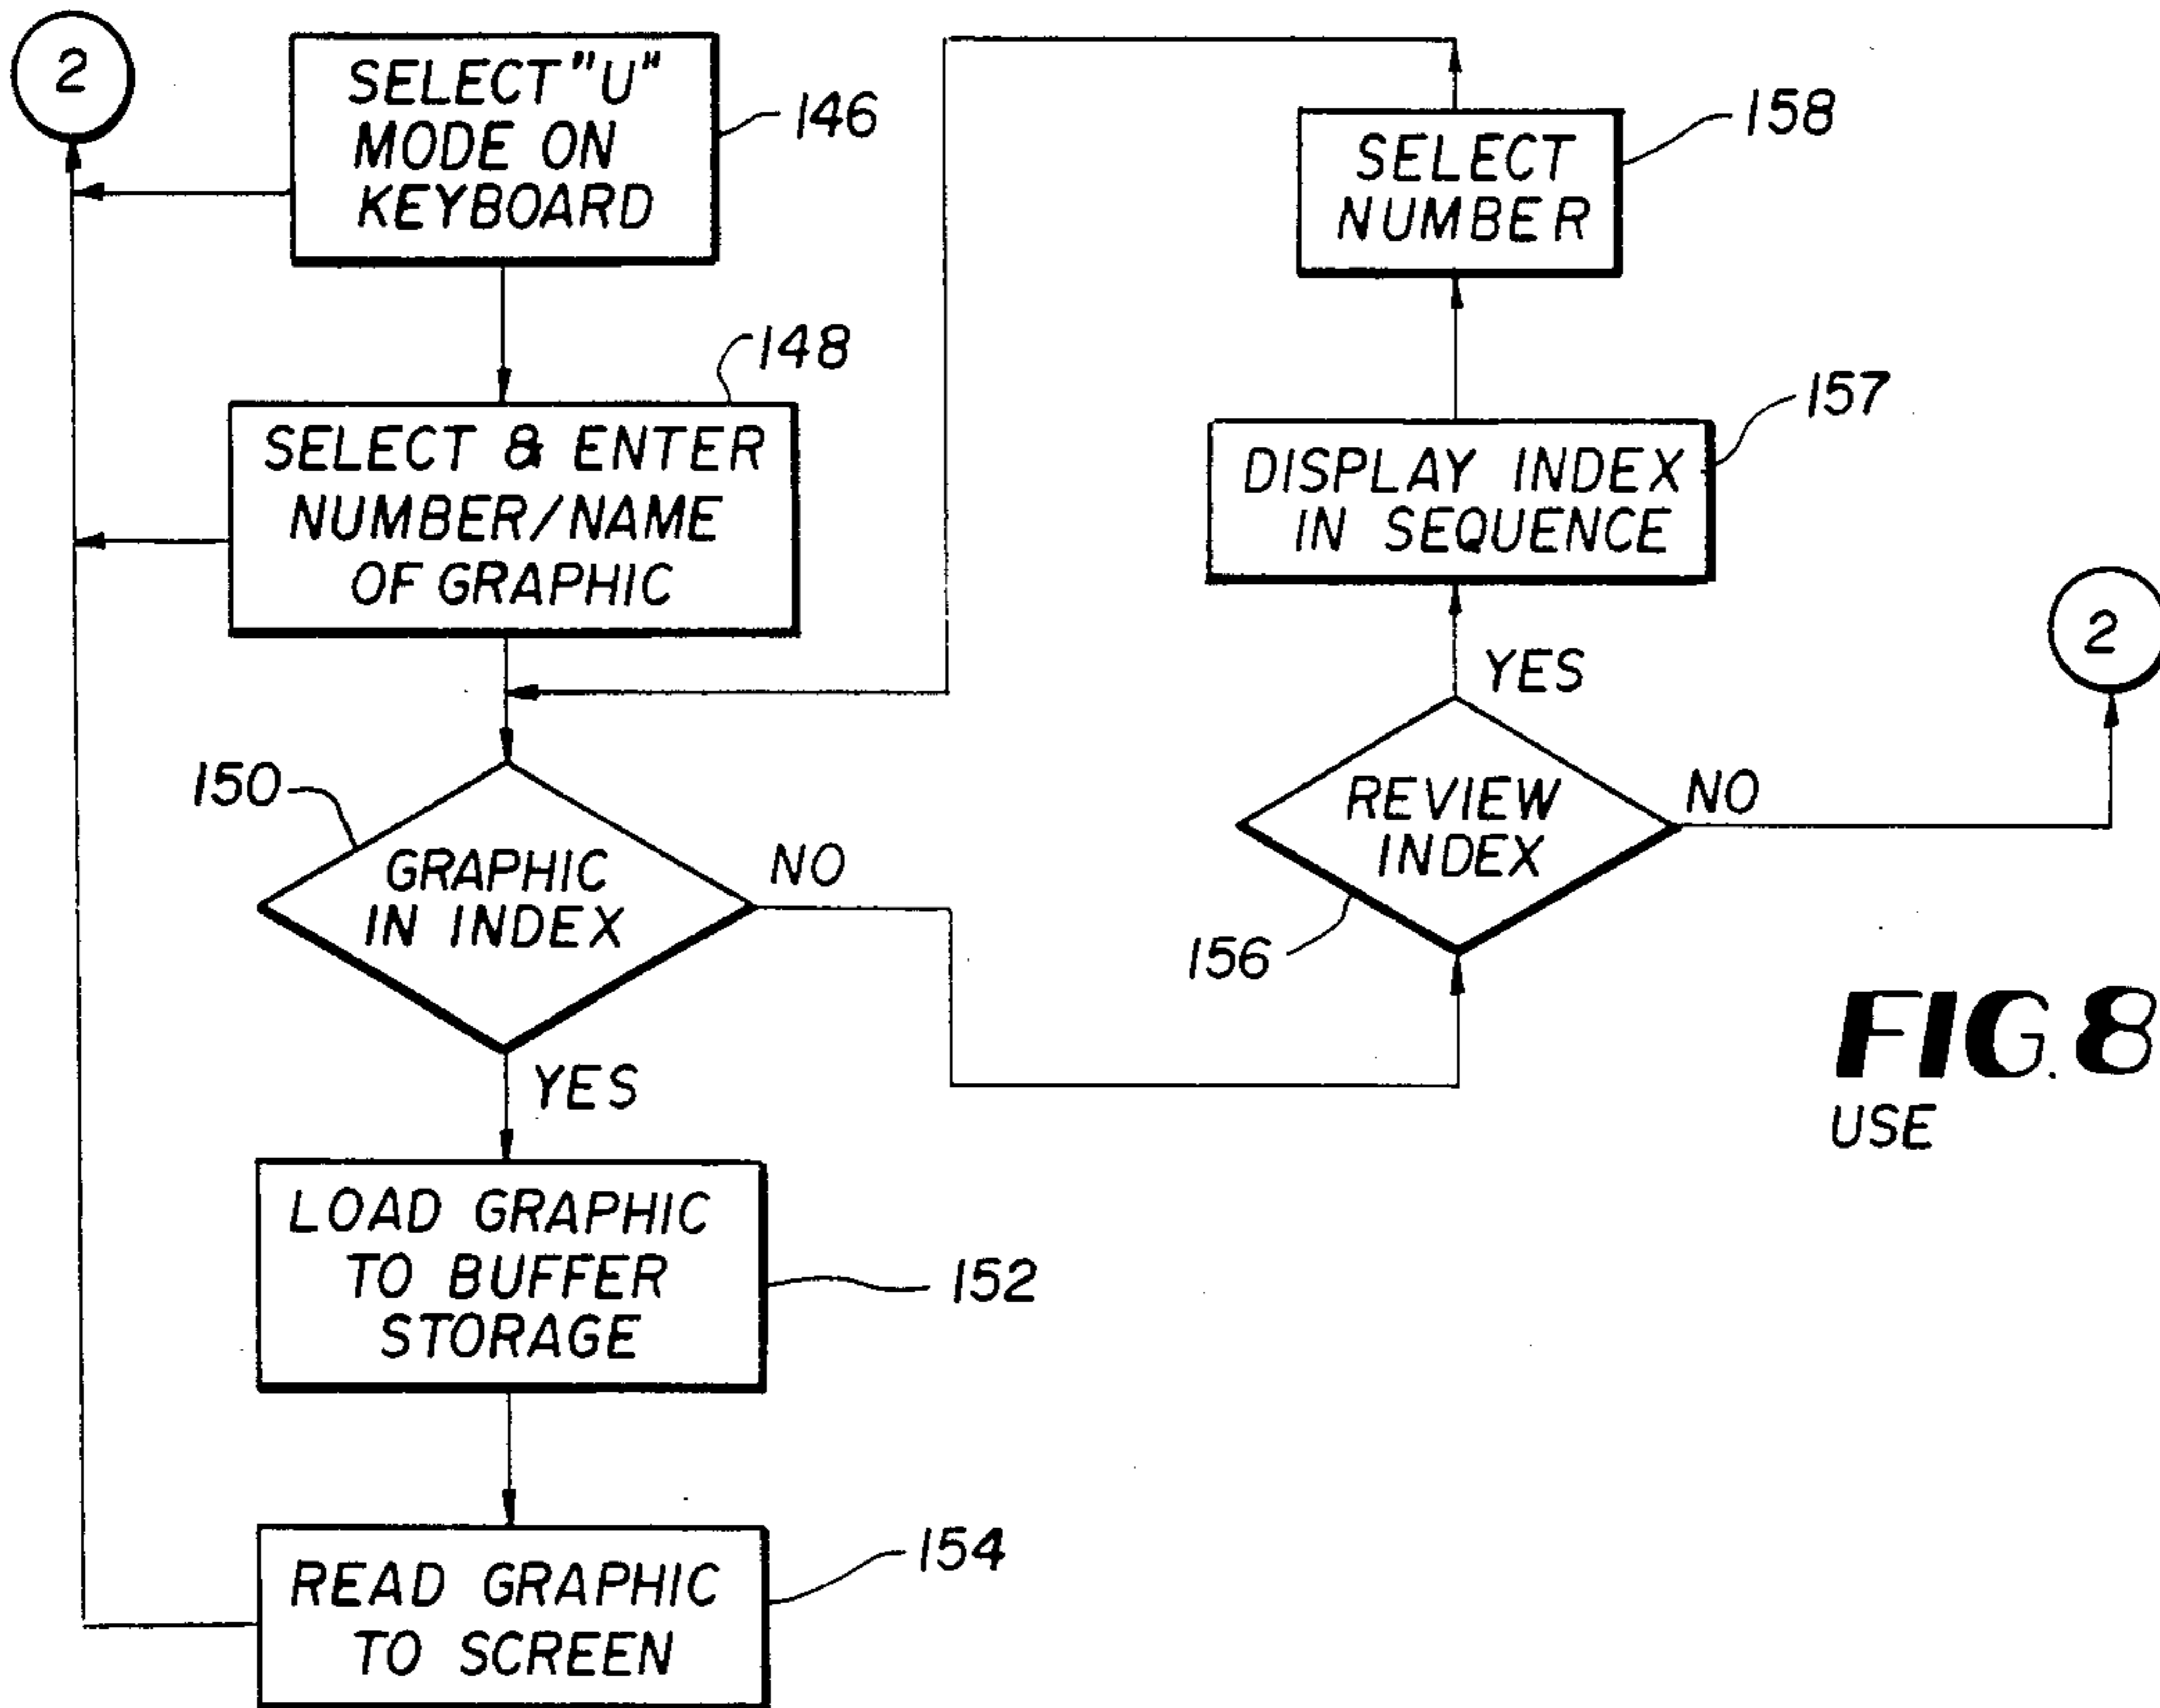 2
SELECT "U"
MODE ON
KEYBOARD
146
148
SELECT & ENTER
NUMBER/NAME
OF GRAPHIC
150
GRAPHIC
IN INDEX
NO
YES
LOAD GRAPHIC
TO BUFFER
STORAGE
152
READ GRAPHIC
TO SCREEN
154
158
SELECT
NUMBER
157
DISPLAY INDEX
IN SEQUENCE
YES
2
REVIEW
INDEX
NO
156
FIG. 8
USE